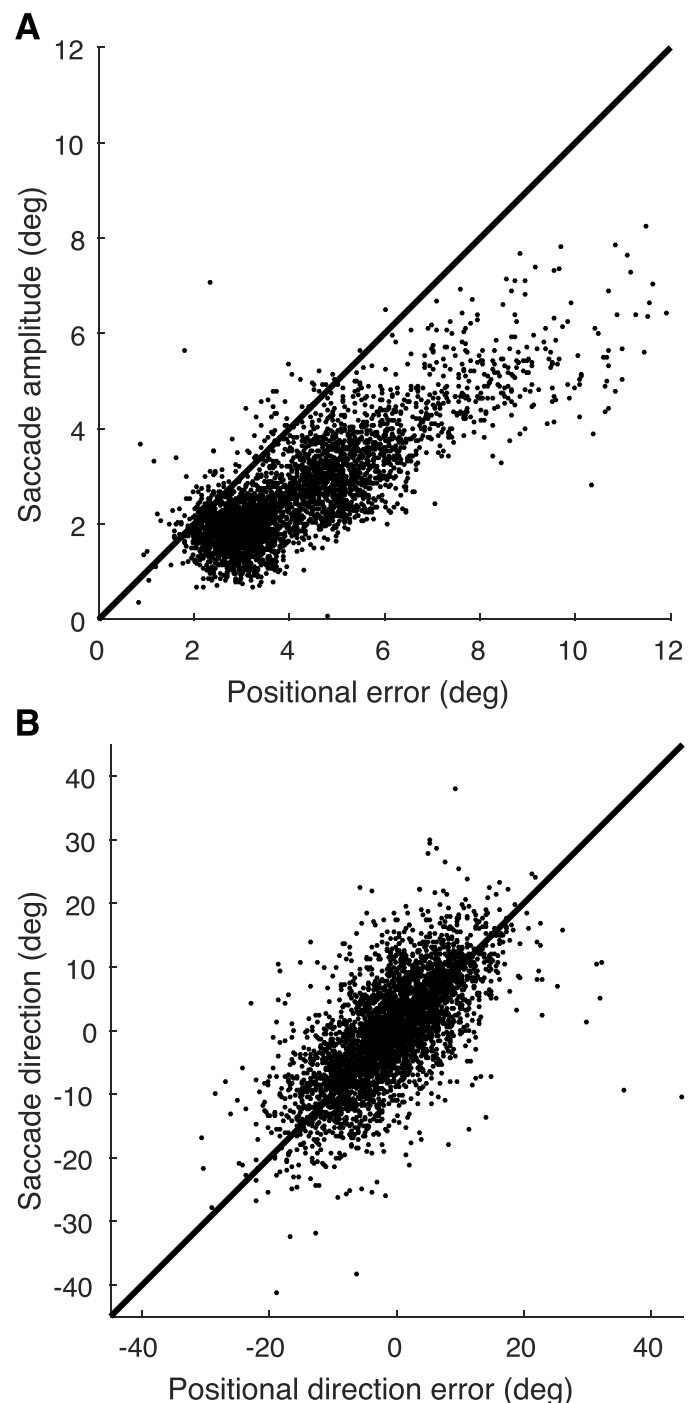 A
12
10
8
6
4
2
0
Saccade amplitude (deg)
0 2 4 6 8 10 12
Positional error (deg)
B
40
30
20
10
0
-10
-20
-30
-40
Saccade direction (deg)
-40 -20 0 20 40
Positional direction error (deg)